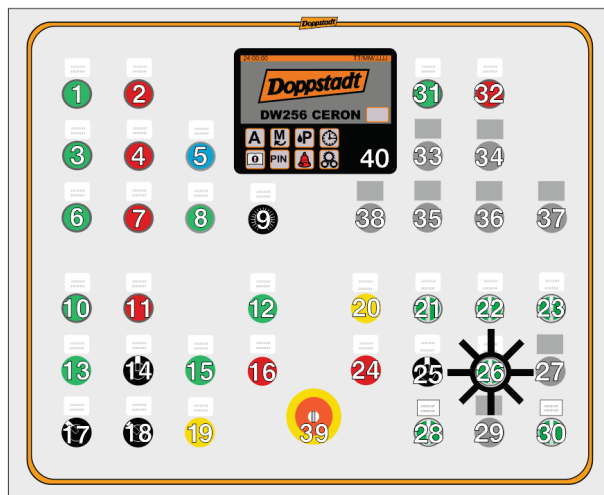 Doppstadt
24:00:00 TT/MM/JJJJ
Doppstadt
DW256 CERON
A M P
PIN 40
1 2 31 32
3 4 5 33 34
6 7 8 9 38 35 36 37
10 11 12 20 21 22 23
13 14 15 16 24 25 26 27
17 18 19 39 28 29 30